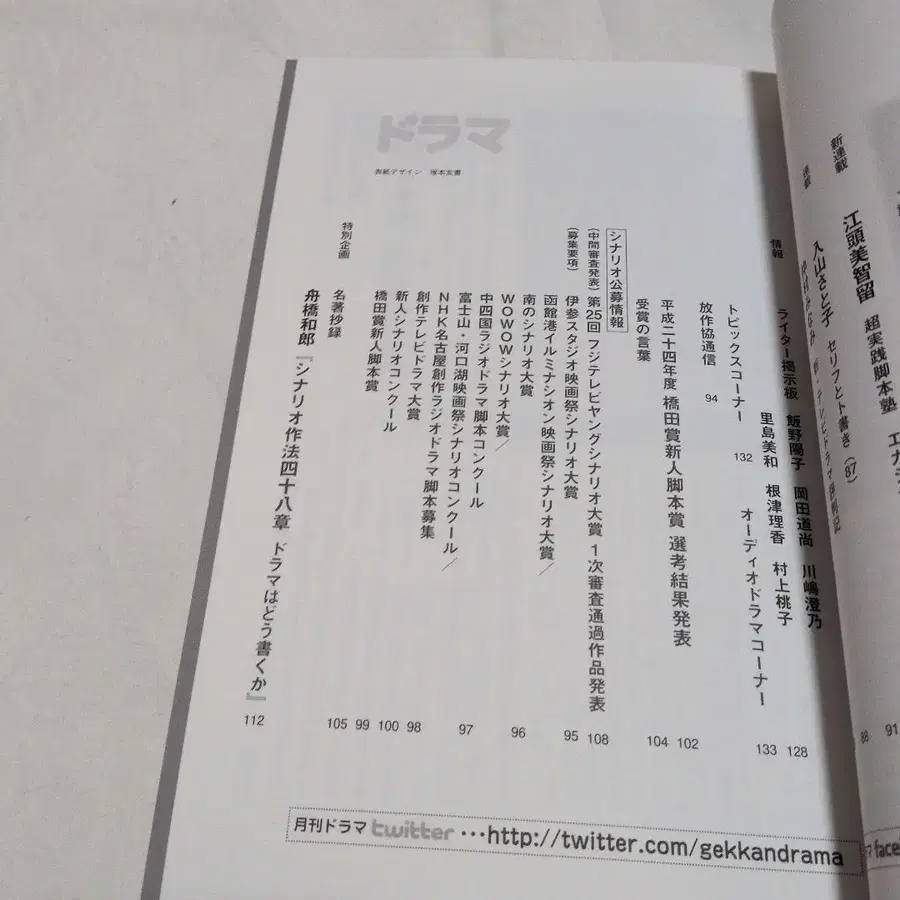 ドラマ
表紙デザイン 塚本友書
新連載
江頭美智留 超実践脚本塾
連載
入山さと子 セリフとト書き(87)
88
91
情報
ライター掲示板 飯野陽子 岡田道尚 川嶋澄乃
里島美和 根津理香 村上桃子
128
トピックスコーナー 132 オーディオドラマコーナー 133
放作協通信 94
平成二十四年度 橋田賞新人脚本賞 選考結果発表 102
受賞の言葉 104
シナリオ公募情報
(中間審査発表) 第25回 フジテレビヤングシナリオ大賞 1次審査通過作品発表 108
(募集要項) 伊参スタジオ映画祭シナリオ大賞 95
函館港イルミナシオン映画祭シナリオ大賞/
南のシナリオ大賞 96
WOWOWシナリオ大賞/
中四国ラジオドラマ脚本コンクール 97
富士山・河口湖映画祭シナリオコンクール/
NHK名古屋創作ラジオドラマ脚本募集 98
創作テレビドラマ大賞 100
新人シナリオコンクール 99
橋田賞新人脚本賞 105
特別企画
名著抄録
舟橋和郎『シナリオ作法四十八章 ドラマはどう書くか』 112
月刊ドラマ twitter …http://twitter.com/gekkandrama